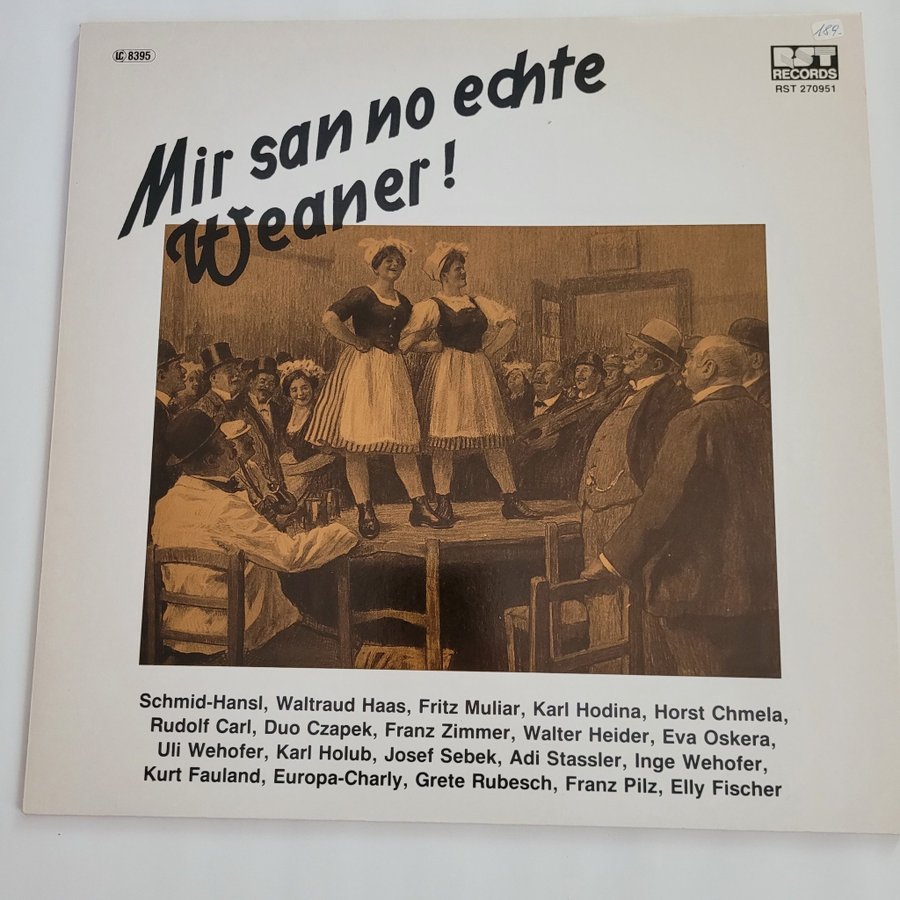 LC 8395
189.-
RST
RECORDS
RST 270951
Mir san no echte
Weaner!
Schmid-Hansl, Waltraud Haas, Fritz Muliar, Karl Hodina, Horst Chmela,
Rudolf Carl, Duo Czapek, Franz Zimmer, Walter Heider, Eva Oskera,
Uli Wehofer, Karl Holub, Josef Sebek, Adi Stassler, Inge Wehofer,
Kurt Fauland, Europa-Charly, Grete Rubesch, Franz Pilz, Elly Fischer